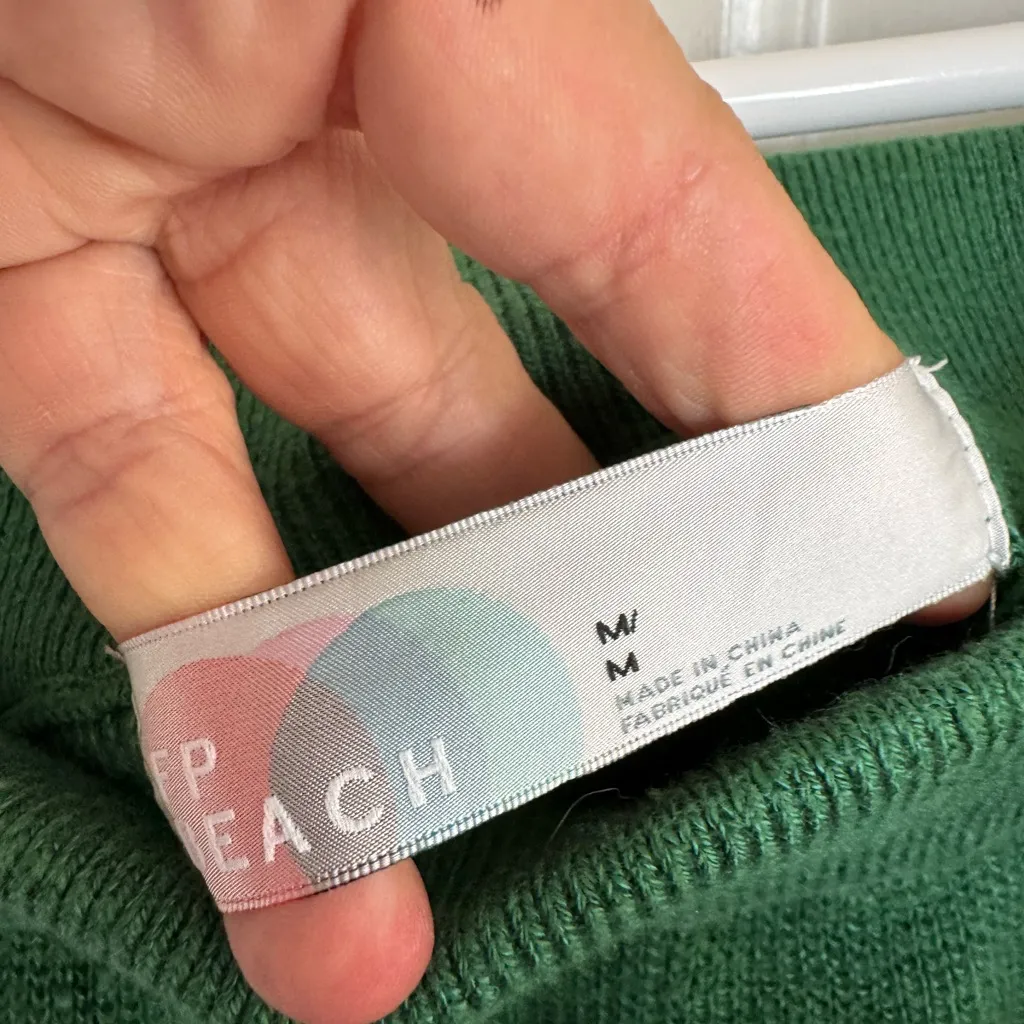 FP
BEACH
M/
M
MADE IN CHINA
FABRIQUÉ EN CHINE